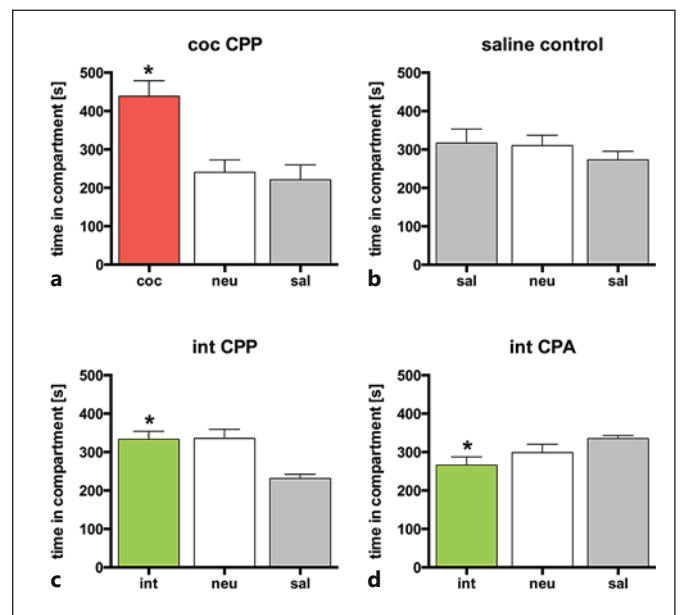 coc CPP
time in compartment [s]
500
400
300
200
100
0
*
coc neu sal
a
saline control
time in compartment [s]
500
400
300
200
100
0
sal neu sal
b
int CPP
time in compartment [s]
500
400
300
200
100
0
*
int neu sal
c
int CPA
time in compartment [s]
500
400
300
200
100
0
*
int neu sal
d